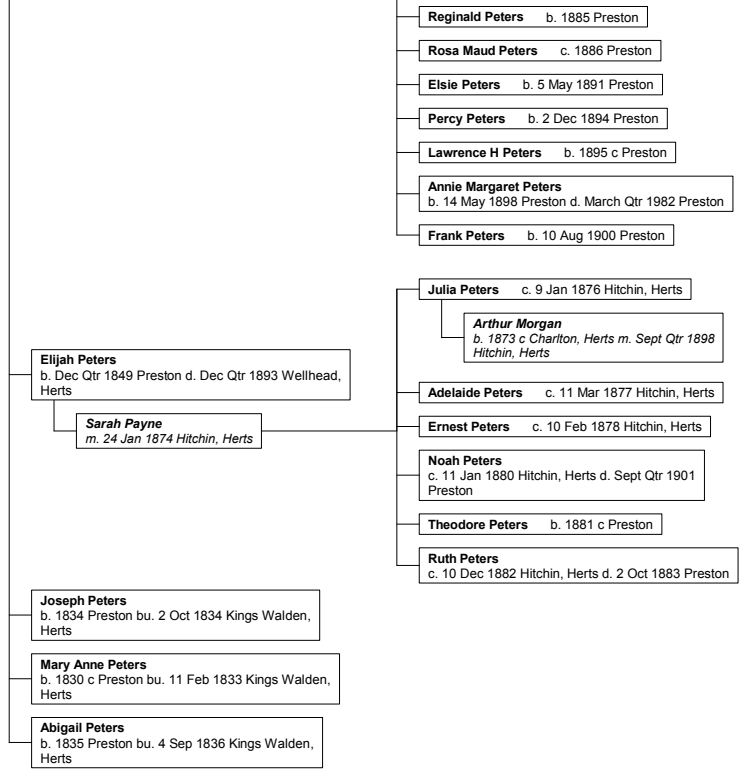 Reginald Peters b. 1885 Preston
Rosa Maud Peters c. 1886 Preston
Elsie Peters b. 5 May 1891 Preston
Percy Peters b. 2 Dec 1894 Preston
Lawrence H Peters b. 1895 c Preston
Annie Margaret Peters
b. 14 May 1898 Preston d. March Qtr 1982 Preston
Frank Peters b. 10 Aug 1900 Preston
Julia Peters c. 9 Jan 1876 Hitchin, Herts
Arthur Morgan
b. 1873 c Charlton, Herts m. Sept Qtr 1898
Hitchin, Herts
Elijah Peters
b. Dec Qtr 1849 Preston d. Dec Qtr 1893 Wellhead,
Herts
Sarah Payne
m. 24 Jan 1874 Hitchin, Herts
Adelaide Peters c. 11 Mar 1877 Hitchin, Herts
Ernest Peters c. 10 Feb 1878 Hitchin, Herts
Noah Peters
c. 11 Jan 1880 Hitchin, Herts d. Sept Qtr 1901
Preston
Theodore Peters b. 1881 c Preston
Ruth Peters
c. 10 Dec 1882 Hitchin, Herts d. 2 Oct 1883 Preston
Joseph Peters
b. 1834 Preston bu. 2 Oct 1834 Kings Walden,
Herts
Mary Anne Peters
b. 1830 c Preston bu. 11 Feb 1833 Kings Walden,
Herts
Abigail Peters
b. 1835 Preston bu. 4 Sep 1836 Kings Walden,
Herts